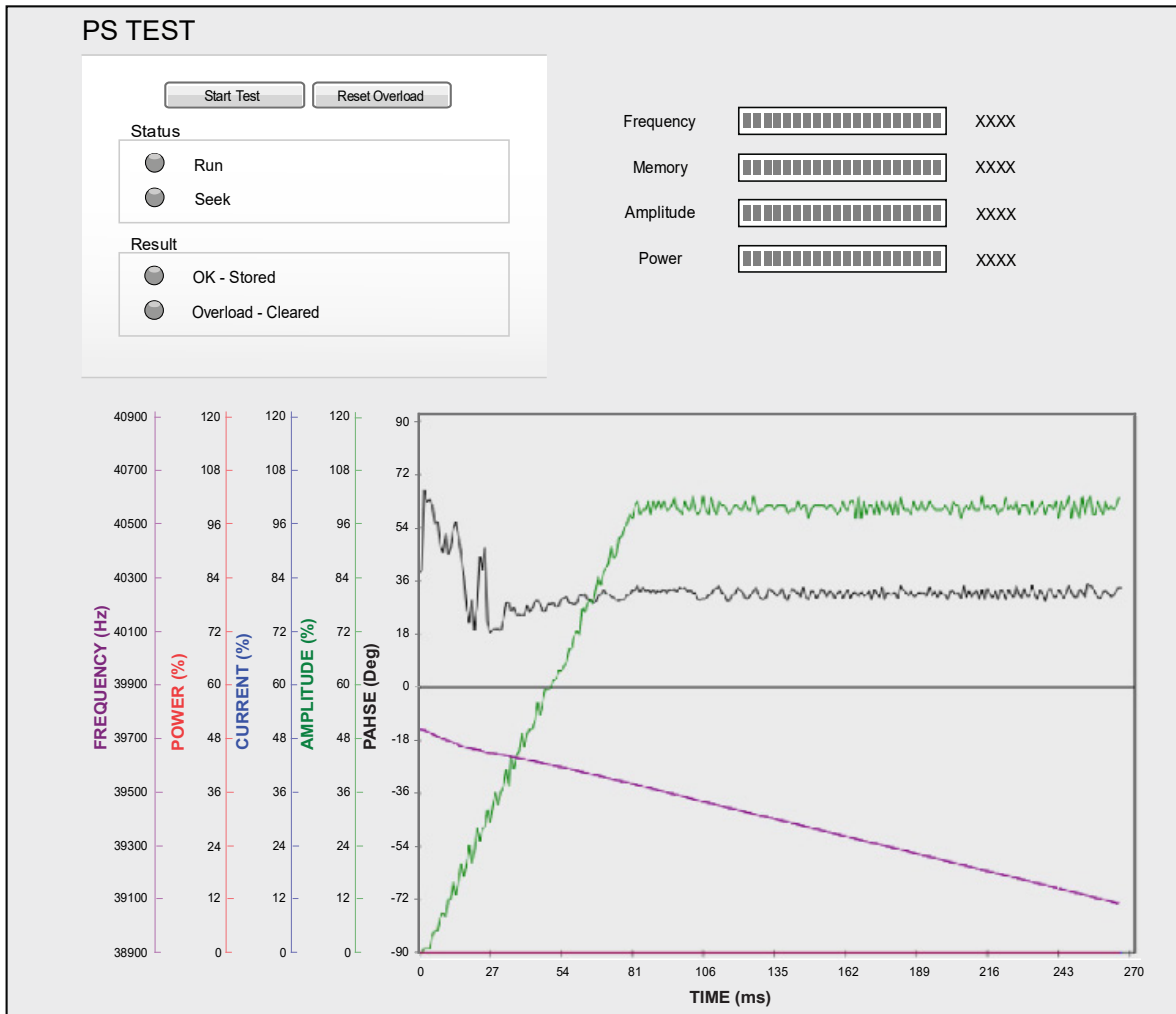 PS TEST
Start Test Reset Overload
Status
Run
Seek
Result
OK - Stored
Overload - Cleared
Frequency XXXX
Memory XXXX
Amplitude XXXX
Power XXXX
FREQUENCY (Hz)
40900
40700
40500
40300
40100
39900
39700
39500
39300
39100
38900
POWER (%)
120
108
96
84
72
60
48
36
24
12
0
CURRENT (%)
120
108
96
84
72
60
48
36
24
12
0
AMPLITUDE (%)
120
108
96
84
72
60
48
36
24
12
0
PAHSE (Deg)
90
72
54
36
18
0
-18
-36
-54
-72
-90
0 27 54 81 106 135 162 189 216 243 270
TIME (ms)